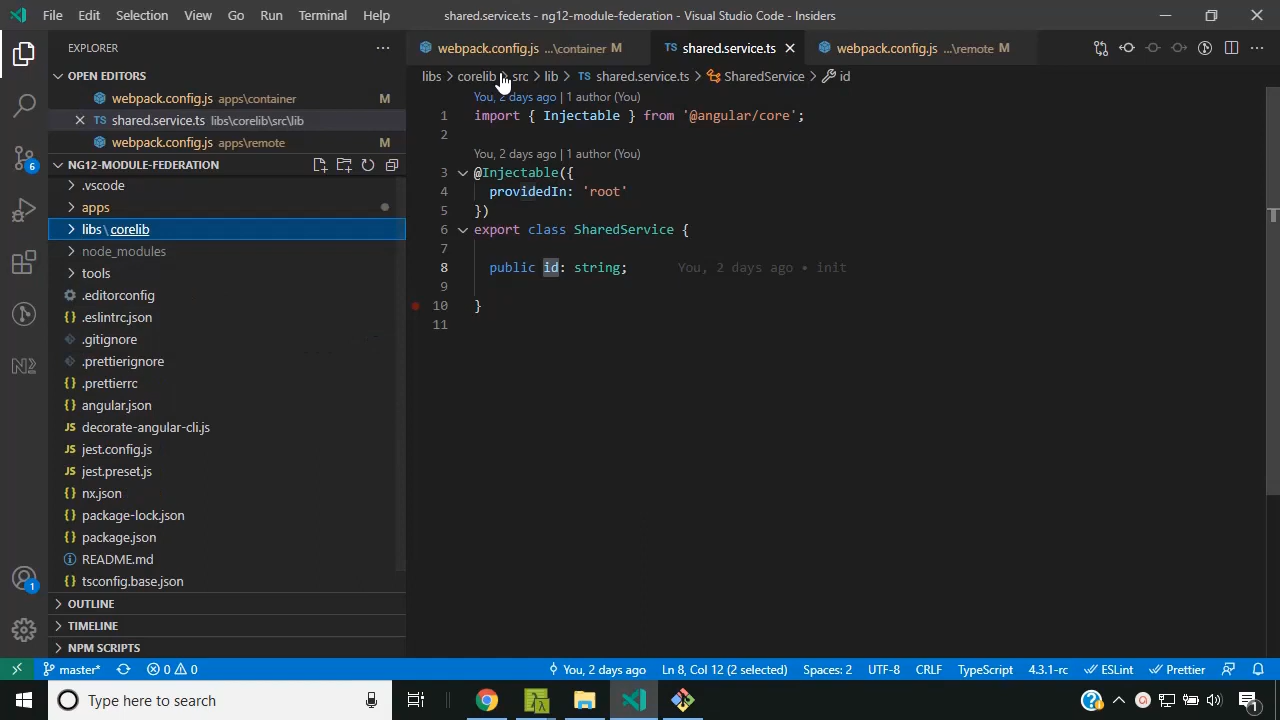 File Edit Selection View Go Run Terminal Help shared.service.ts - ng12-module-federation - Visual Studio Code - Insiders
EXPLORER
webpack.config.js ...\container M
TS shared.service.ts
webpack.config.js ...\remote M
OPEN EDITORS
webpack.config.js apps\container M
shared.service.ts libs\corelib\src\lib
webpack.config.js apps\remote M
NG12-MODULE-FEDERATION
.vscode
apps
libs\corelib
node_modules
tools
.editorconfig
.eslintrc.json
.gitignore
.prettierignore
{} .prettierrc
{} angular.json
JS decorate-angular-cli.js
JS jest.config.js
JS jest.preset.js
{} nx.json
{} package-lock.json
{} package.json
README.md
{} tsconfig.base.json
OUTLINE
TIMELINE
NPM SCRIPTS
6
1
libs > corelib > src > lib > TS shared.service.ts > SharedService > id
You, 2 days ago | 1 author (You)
1 import { Injectable } from '@angular/core';
2
You, 2 days ago | 1 author (You)
3 @Injectable({
4 providedIn: 'root'
5 })
6 export class SharedService {
7
8 public id: string; You, 2 days ago • init
9
10 }
11
master* 0 0 You, 2 days ago Ln 8, Col 12 (2 selected) Spaces: 2 UTF-8 CRLF TypeScript 4.3.1-rc ESLint Prettier
Type here to search
1